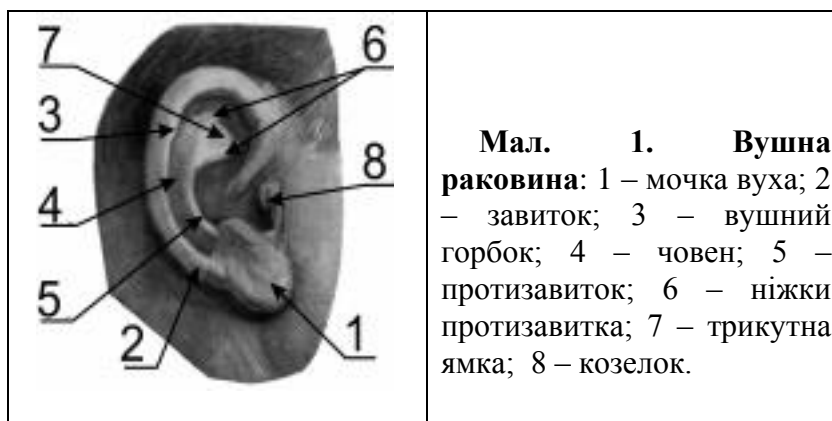 7
6
3
8
4
5
2
1
Мал. 1. Вушна
раковина: 1 – мочка вуха; 2
– завиток; 3 – вушний
горбок; 4 – човен; 5 –
протизавиток; 6 – ніжки
протизавитка; 7 – трикутна
ямка; 8 – козелок.